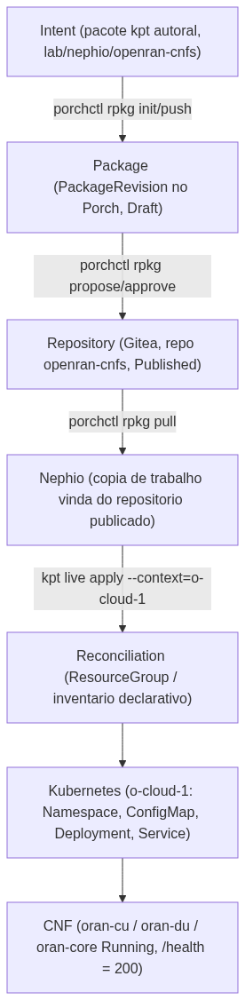 Intent (pacote kpt autoral,
lab/nephio/openran-cnfs)
porchctl rpkg init/push
Package
(PackageRevision no
Porch, Draft)
porchctl rpkg
propose/approve
Repository (Gitea, repo
openran-cnfs, Published)
porchctl rpkg pull
Nephio (copia de trabalho
vinda do repositorio
publicado)
kpt live apply --context=o-
cloud-1
Reconciliation
(ResourceGroup /
inventario declarativo)
Kubernetes (o-cloud-1:
Namespace, ConfigMap,
Deployment, Service)
CNF (oran-cu / oran-du /
oran-core Running, /health
= 200)